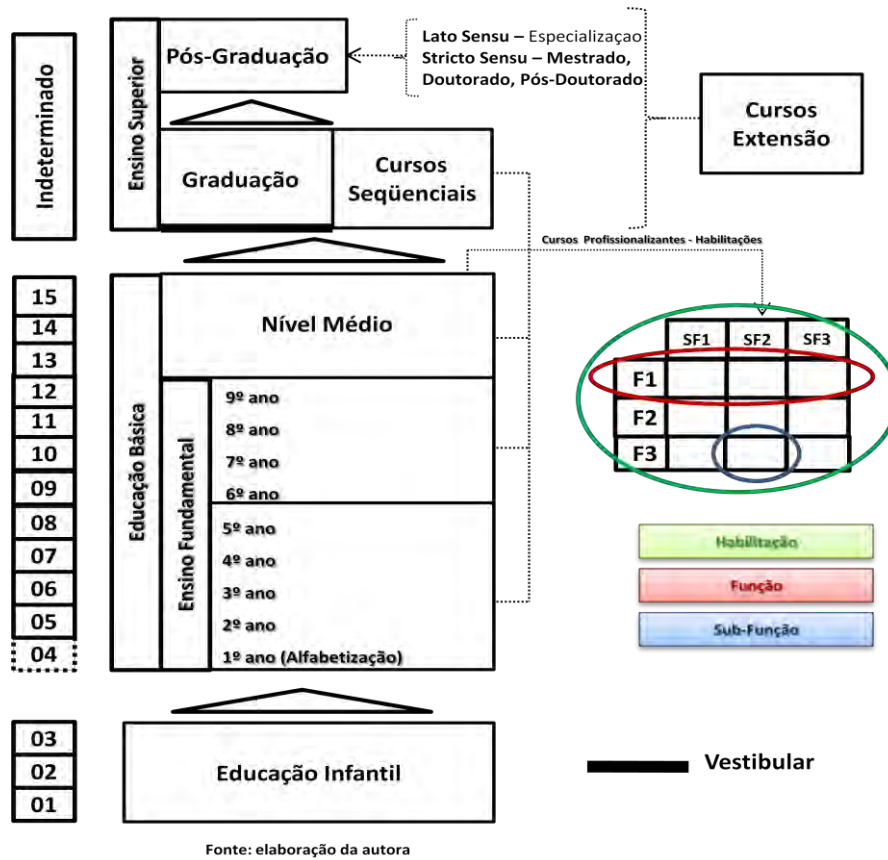 Indeterminado
Ensino Superior
Pós-Graduação
Lato Sensu – Especializaçao
Stricto Sensu – Mestrado,
Doutorado, Pós-Doutorado
Cursos
Extensão
Graduação
Cursos
Seqüenciais
Cursos Profissionalizantes - Habilitações
15
14
13
12
11
10
09
08
07
06
05
04
Educação Básica
Nível Médio
Ensino Fundamental
9º ano
8º ano
7º ano
6º ano
5º ano
4º ano
3º ano
2º ano
1º ano (Alfabetização)
SF1 SF2 SF3
F1
F2
F3
Habilitação
Função
Sub-Função
03
02
01
Educação Infantil
Vestibular
Fonte: elaboração da autora